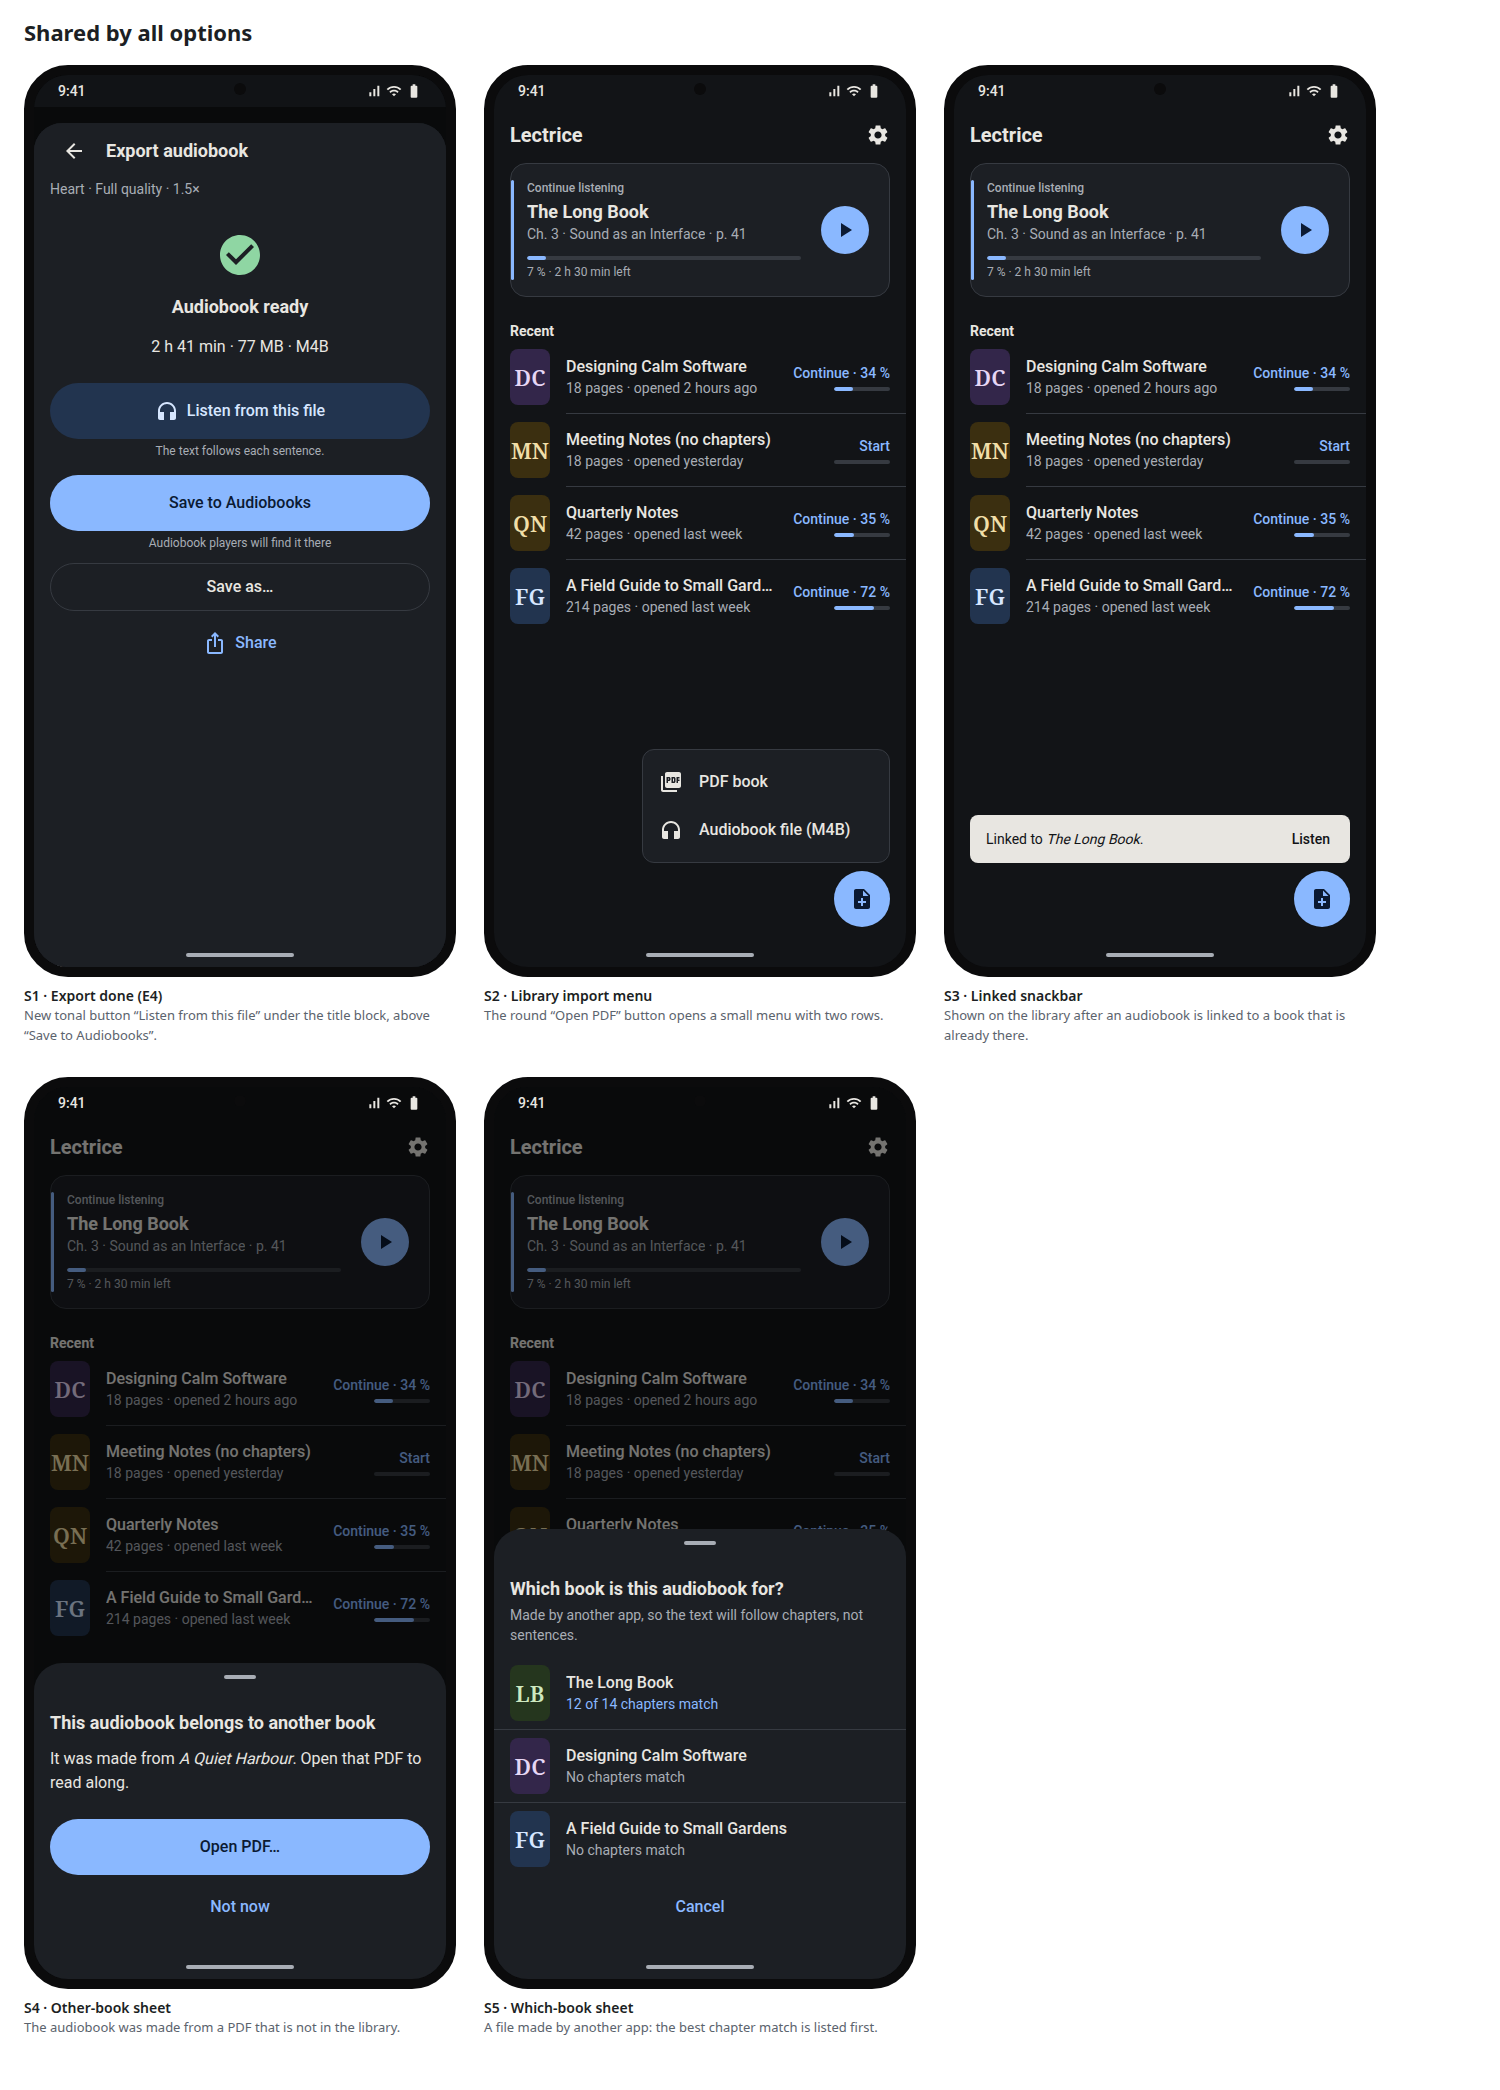 Shared by all options
9:41
Export audiobook
Heart · Full quality · 1.5×
Audiobook ready
2 h 41 min · 77 MB · M4B
Listen from this file
The text follows each sentence.
Save to Audiobooks
Audiobook players will find it there
Save as…
Share
S1 · Export done (E4)
New tonal button “Listen from this file” under the title block, above
“Save to Audiobooks”.
9:41
Lectrice
Continue listening
The Long Book
Ch. 3 · Sound as an Interface · p. 41
7 % · 2 h 30 min left
Recent
DC
Designing Calm Software
Continue · 34 %
18 pages · opened 2 hours ago
MN
Meeting Notes (no chapters)
Start
18 pages · opened yesterday
QN
Quarterly Notes
Continue · 35 %
42 pages · opened last week
FG
A Field Guide to Small Gard…
Continue · 72 %
214 pages · opened last week
PDF
PDF book
Audiobook file (M4B)
S2 · Library import menu
The round “Open PDF” button opens a small menu with two rows.
9:41
Lectrice
Continue listening
The Long Book
Ch. 3 · Sound as an Interface · p. 41
7 % · 2 h 30 min left
Recent
DC
Designing Calm Software
Continue · 34 %
18 pages · opened 2 hours ago
MN
Meeting Notes (no chapters)
Start
18 pages · opened yesterday
QN
Quarterly Notes
Continue · 35 %
42 pages · opened last week
FG
A Field Guide to Small Gard…
Continue · 72 %
214 pages · opened last week
Linked to The Long Book.
Listen
S3 · Linked snackbar
Shown on the library after an audiobook is linked to a book that is
already there.
9:41
Lectrice
Continue listening
The Long Book
Ch. 3 · Sound as an Interface · p. 41
7 % · 2 h 30 min left
Recent
DC
Designing Calm Software
Continue · 34 %
18 pages · opened 2 hours ago
MN
Meeting Notes (no chapters)
Start
18 pages · opened yesterday
QN
Quarterly Notes
Continue · 35 %
42 pages · opened last week
FG
A Field Guide to Small Gard…
Continue · 72 %
214 pages · opened last week
This audiobook belongs to another book
It was made from A Quiet Harbour. Open that PDF to
read along.
Open PDF…
Not now
S4 · Other-book sheet
The audiobook was made from a PDF that is not in the library.
9:41
Lectrice
Continue listening
The Long Book
Ch. 3 · Sound as an Interface · p. 41
7 % · 2 h 30 min left
Recent
DC
Designing Calm Software
Continue · 34 %
18 pages · opened 2 hours ago
MN
Meeting Notes (no chapters)
Start
18 pages · opened yesterday
Quarterly Notes
Continue · 35 %
Which book is this audiobook for?
Made by another app, so the text will follow chapters, not
sentences.
LB
The Long Book
12 of 14 chapters match
DC
Designing Calm Software
No chapters match
FG
A Field Guide to Small Gardens
No chapters match
Cancel
S5 · Which-book sheet
A file made by another app: the best chapter match is listed first.